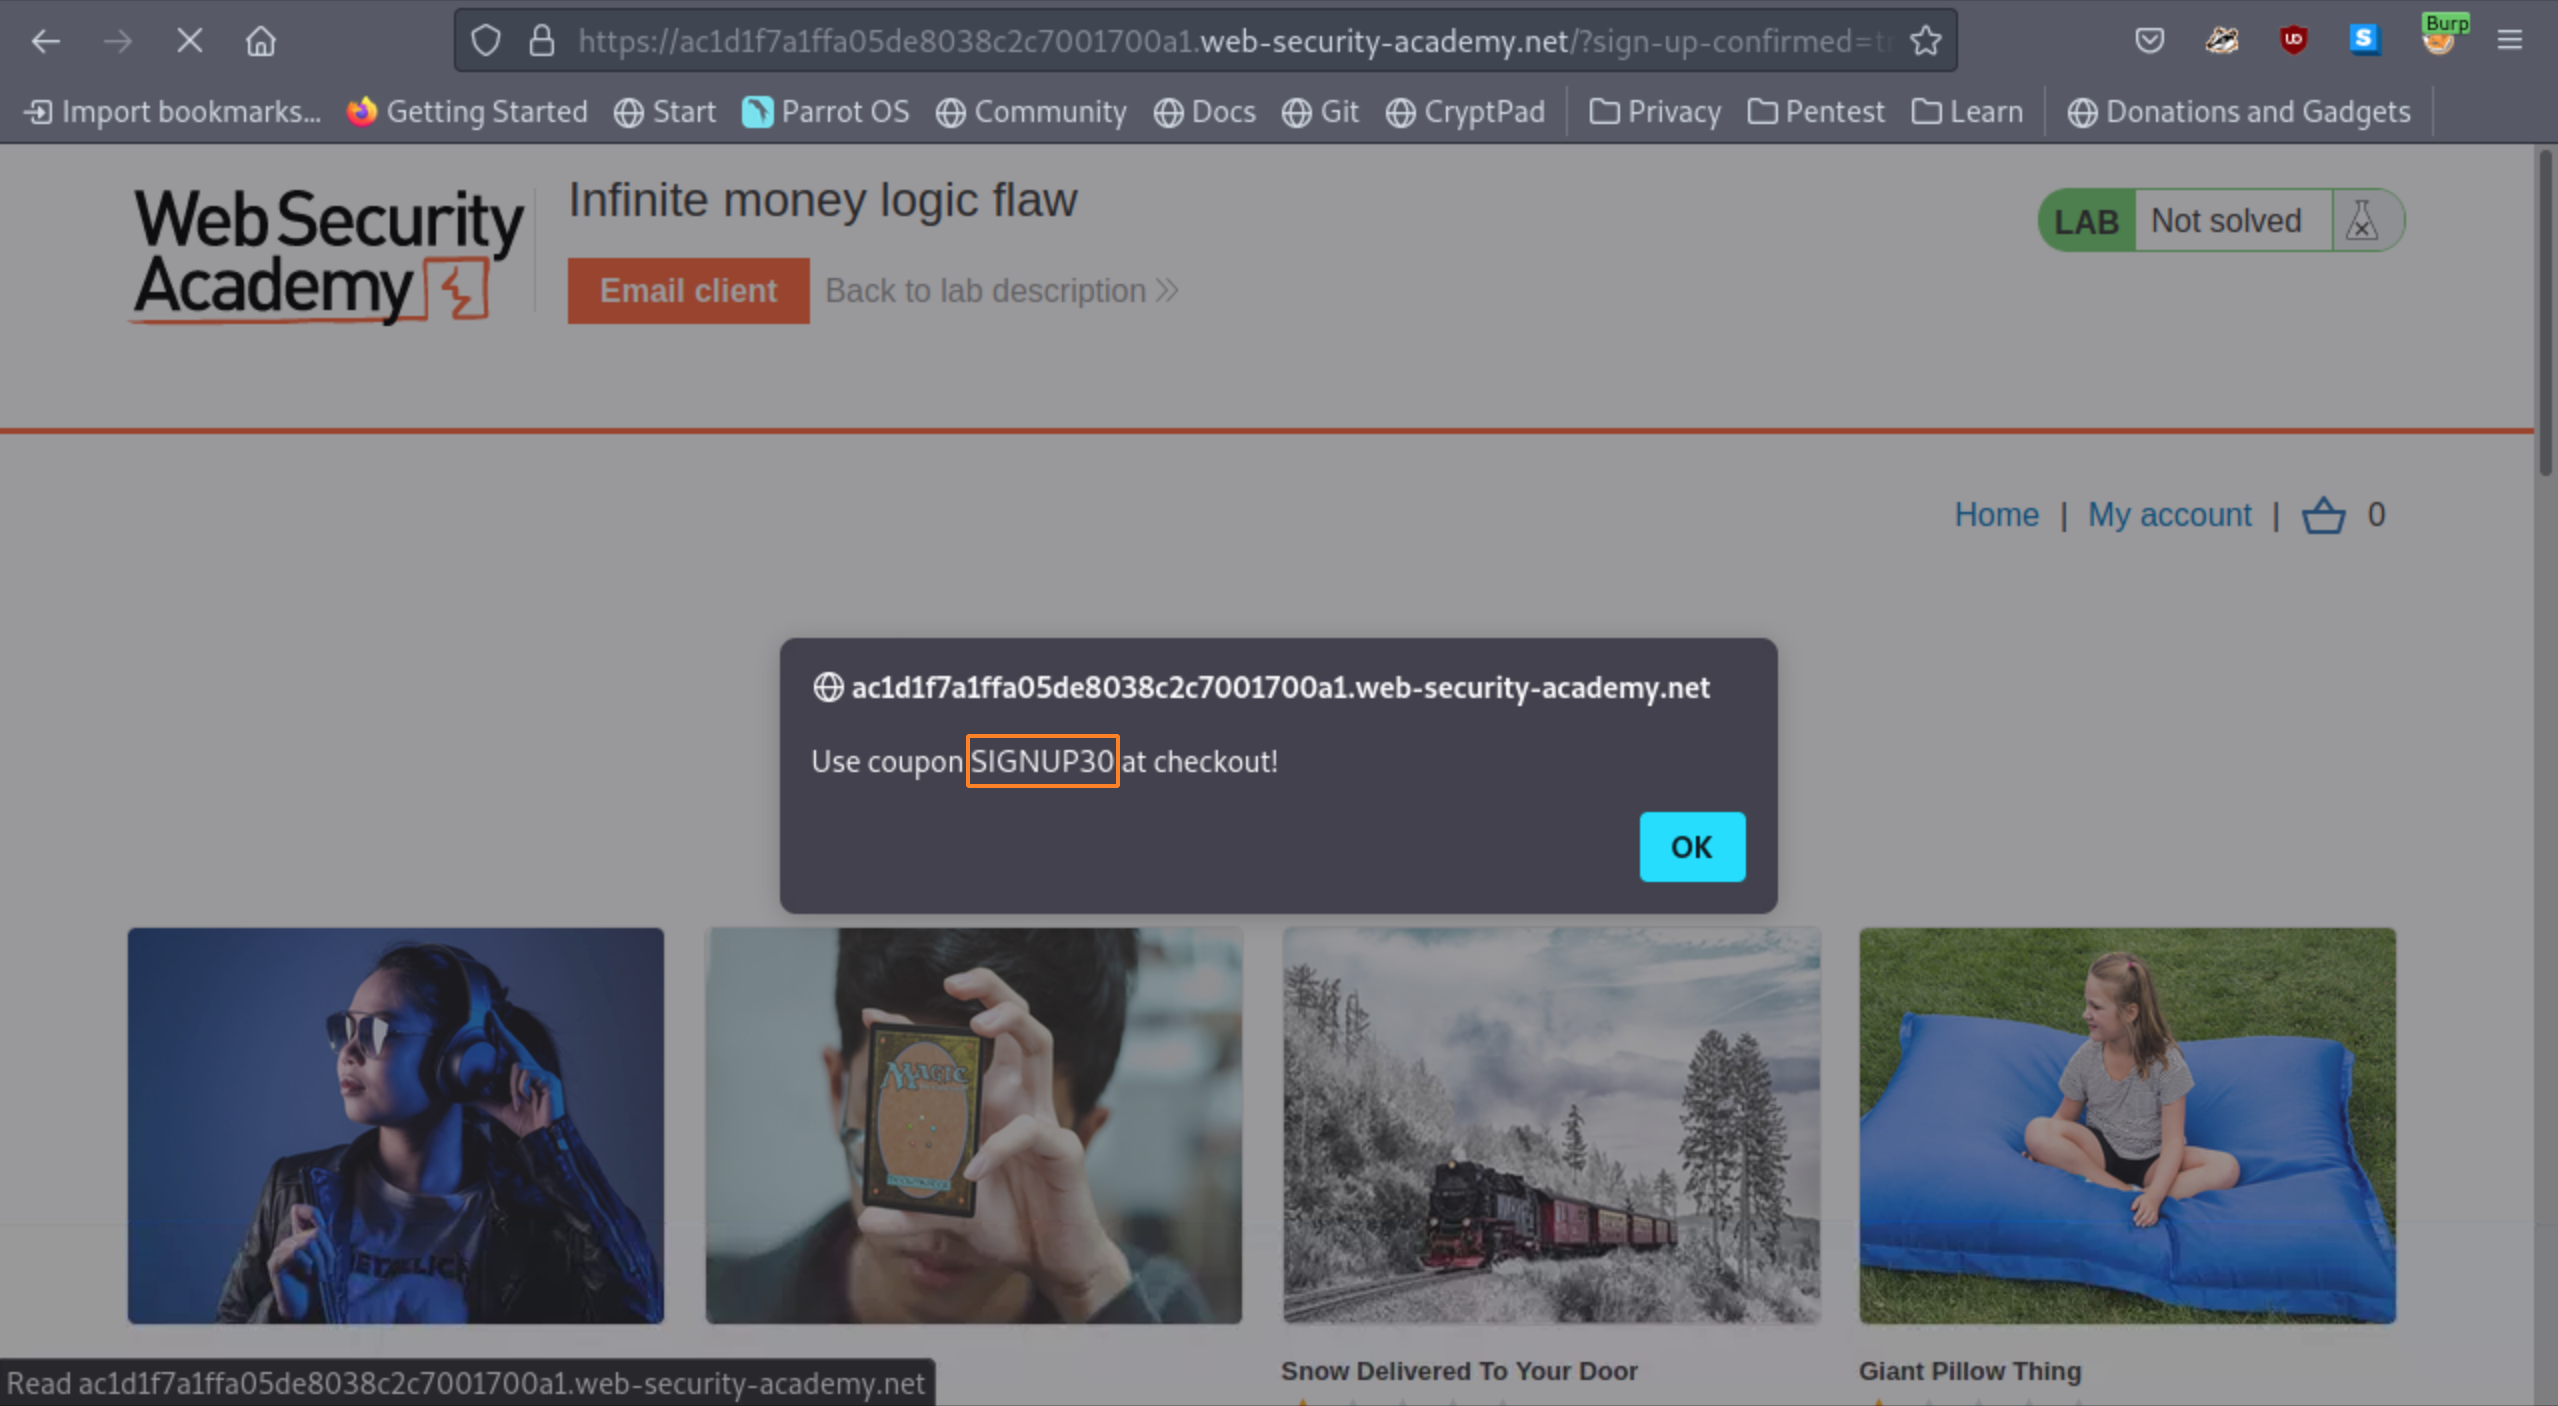 https://ac1d1f7a1ffa05de8038c2c7001700a1.web-security-academy.net/?sign-up-confirmed=tr
Burp
Import bookmarks... Getting Started Start Parrot OS Community Docs Git CryptPad Privacy Pentest Learn Donations and Gadgets
Web Security
Academy
Infinite money logic flaw
LAB Not solved
Email client Back to lab description
Home | My account | 0
ac1d1f7a1ffa05de8038c2c7001700a1.web-security-academy.net
Use coupon SIGNUP30 at checkout!
OK
MAGIC
Snow Delivered To Your Door
Giant Pillow Thing
Read ac1d1f7a1ffa05de8038c2c7001700a1.web-security-academy.net